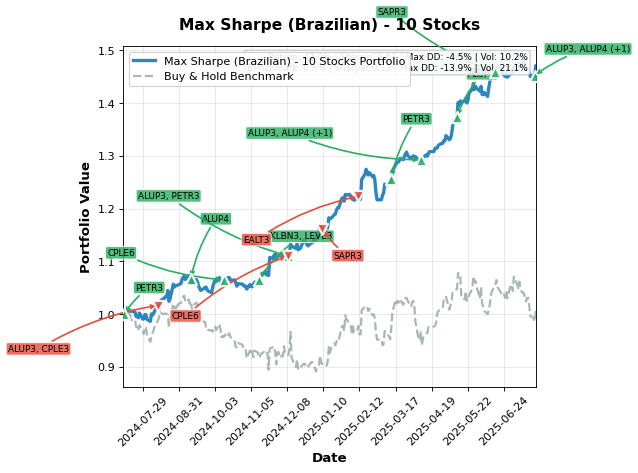 SAPR3
Max Sharpe (Brazilian) - 10 Stocks
ALUP3, ALUP4 (+1)
Max Sharpe (Brazilian) - 10 Stocks Portfolio
Buy & Hold Benchmark
Max DD: -4.5% | Vol: 10.2%
Max DD: -13.9% | Vol: 21.1%
PETR3
ALUP3, ALUP4 (+1)
ALUP3, PETR3
ALUP4
EALT3
KLBN3, LEVE3
CPLE6
SAPR3
PETR3
CPLE6
ALUP3, CPLE3
Portfolio Value
1.5
1.4
1.3
1.2
1.1
1.0
0.9
2024-07-29
2024-08-31
2024-10-03
2024-11-05
2024-12-08
2025-01-10
2025-02-12
2025-03-17
2025-04-19
2025-05-22
2025-06-24
Date